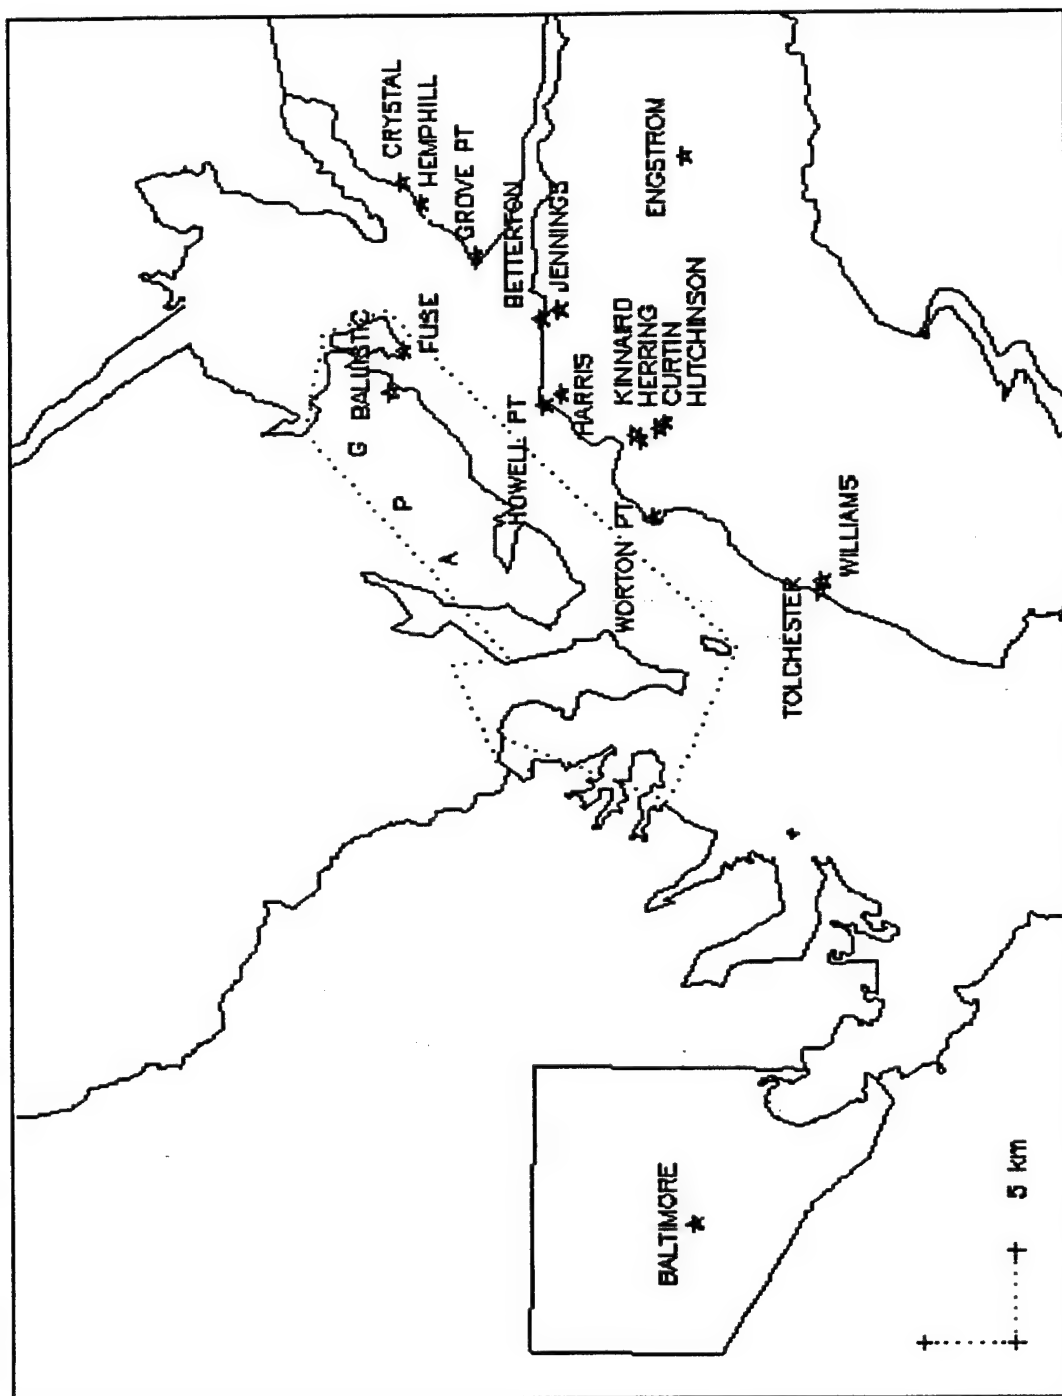 G
BALLISTIC
CRYSTAL
P
FUSE
HEMPHILL
A
GROVE PT
HOWELL PT
BETTERTON
JENNINGS
HARRIS
WORTON PT
KINNAIRD
HERRING
ENGSTROM
BALTIMORE
CURTIN
HUTCHINSON
TOLCHESTER
WILLIAMS
5 km